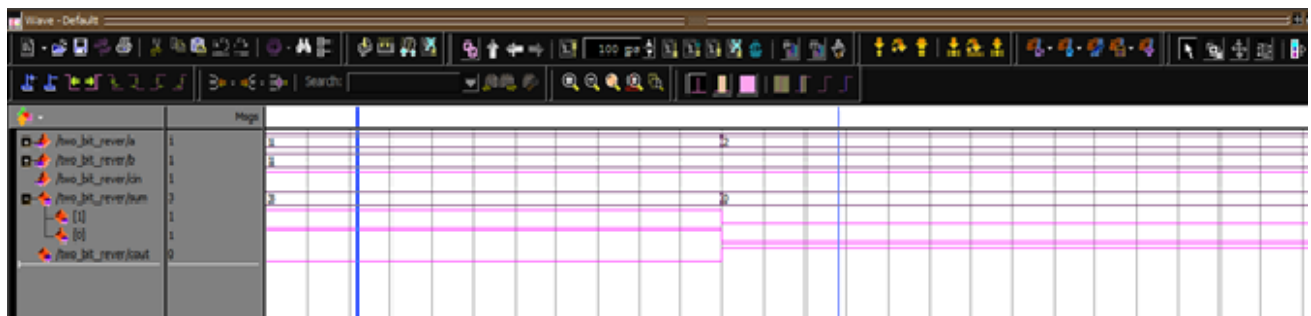 Wave - Default
100 ps
Search:
Msgs
/two_bit_rever/a 1 1 2
/two_bit_rever/b 1 1
/two_bit_rever/cin 1
/two_bit_rever/sum 3 3 0
[1] 1
[0] 1
/two_bit_rever/cout 0